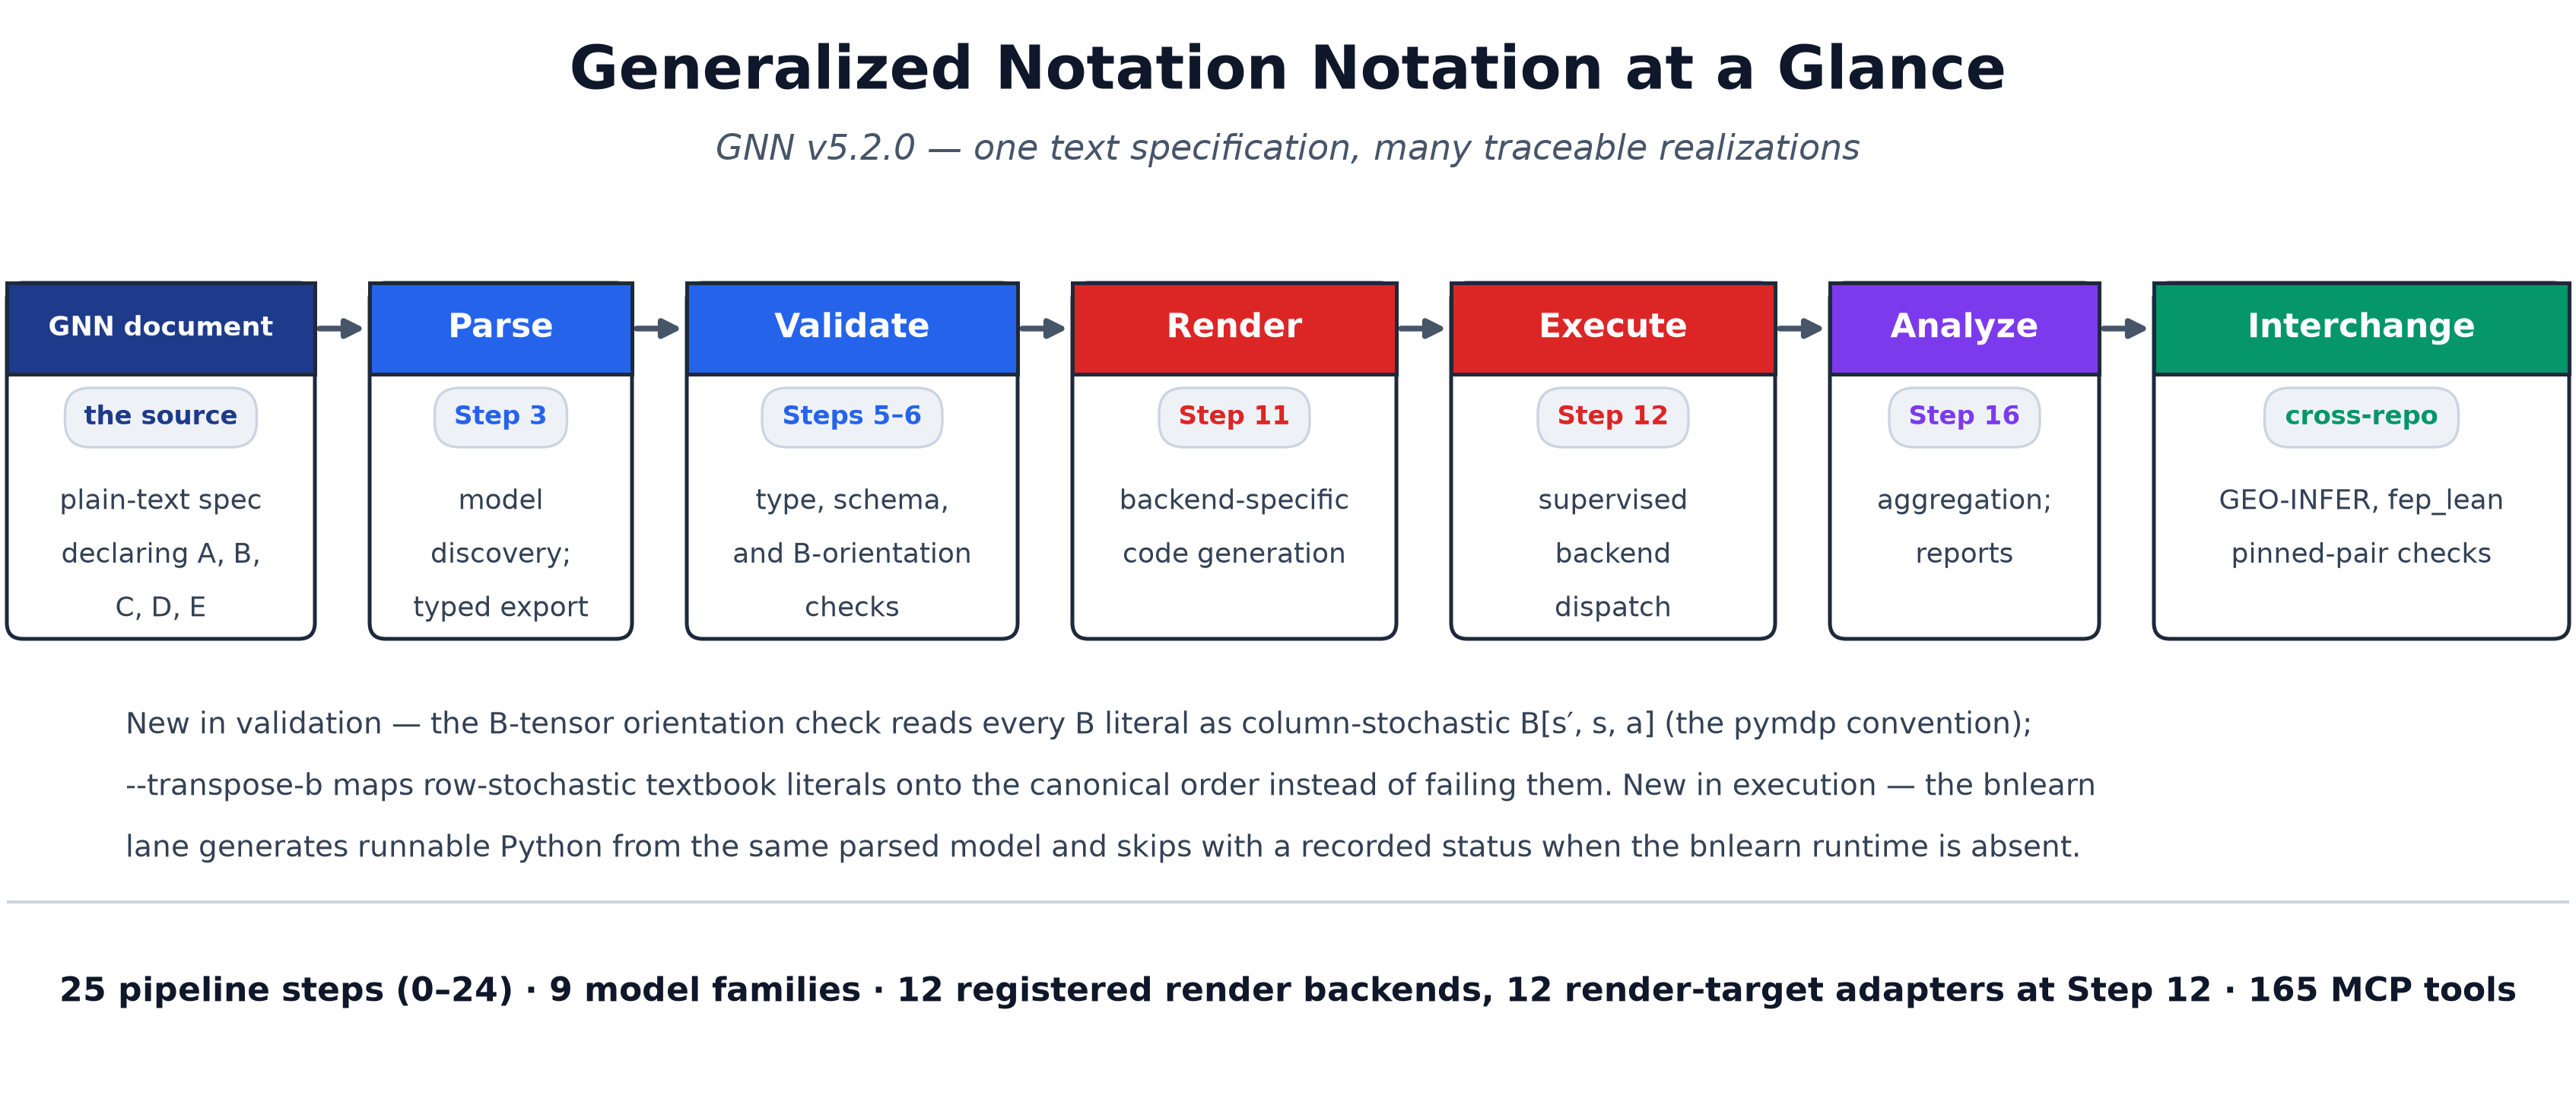 Generalized Notation Notation at a Glance
GNN v5.2.0 — one text specification, many traceable realizations
GNN document
the source
plain-text spec
declaring A, B,
C, D, E
Parse
Step 3
model
discovery;
typed export
Validate
Steps 5–6
type, schema,
and B-orientation
checks
Render
Step 11
backend-specific
code generation
Execute
Step 12
supervised
backend
dispatch
Analyze
Step 16
aggregation;
reports
Interchange
cross-repo
GEO-INFER, fep_lean
pinned-pair checks
New in validation — the B-tensor orientation check reads every B literal as column-stochastic B[s′, s, a] (the pymdp convention);
--transpose-b maps row-stochastic textbook literals onto the canonical order instead of failing them. New in execution — the bnlearn
lane generates runnable Python from the same parsed model and skips with a recorded status when the bnlearn runtime is absent.
25 pipeline steps (0–24) · 9 model families · 12 registered render backends, 12 render-target adapters at Step 12 · 165 MCP tools